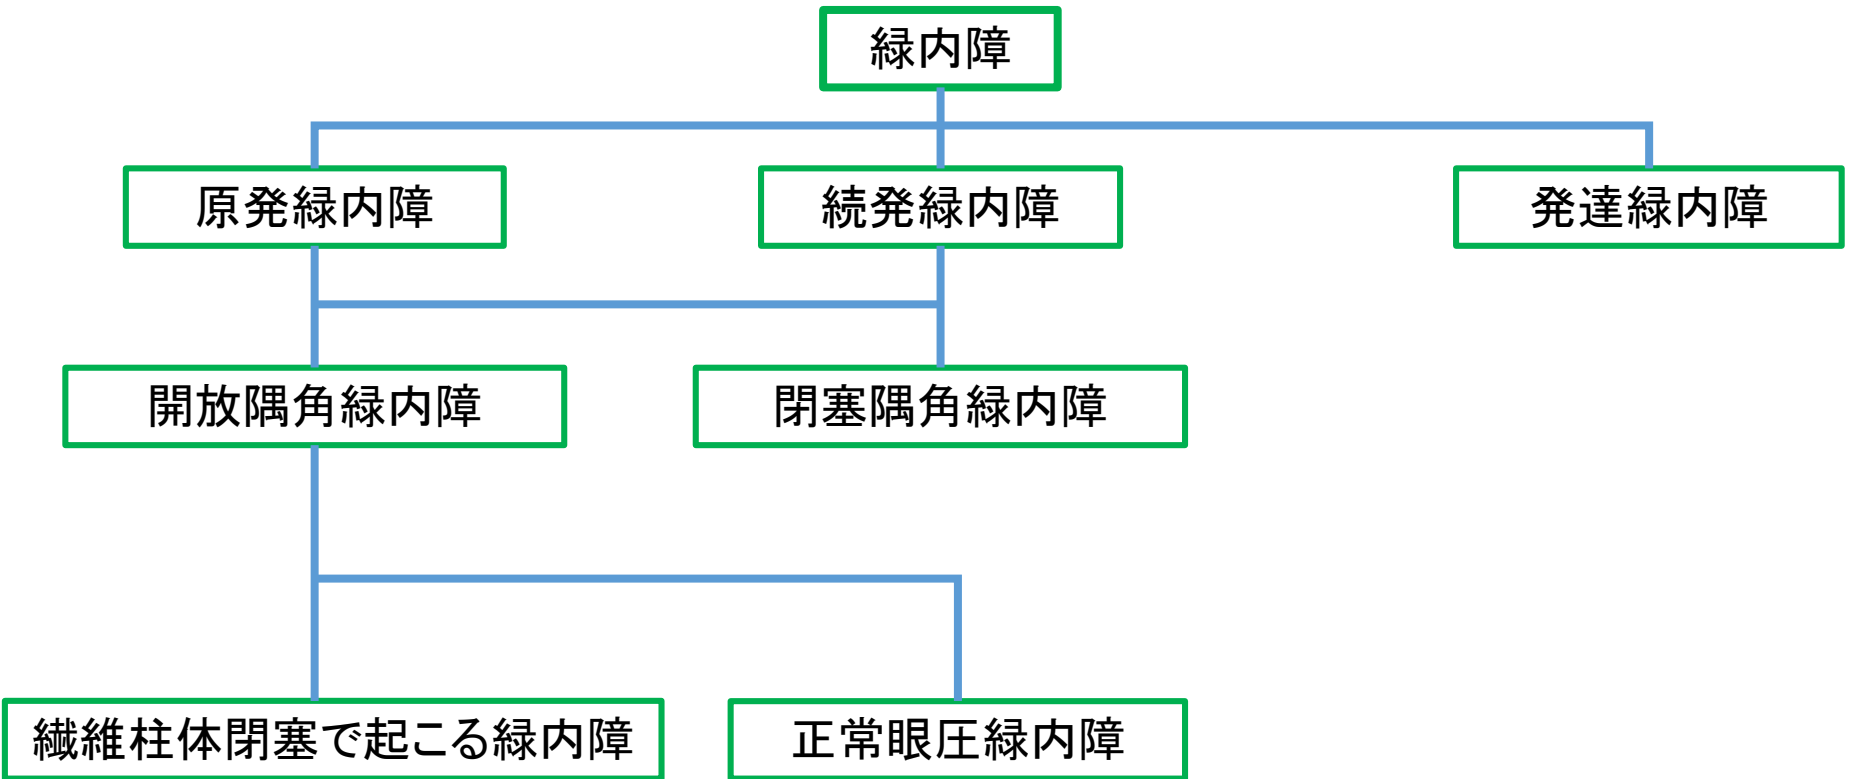 緑内障
原発緑内障
続発緑内障
発達緑内障
開放隅角緑内障
閉塞隅角緑内障
繊維柱体閉塞で起こる緑内障
正常眼圧緑内障